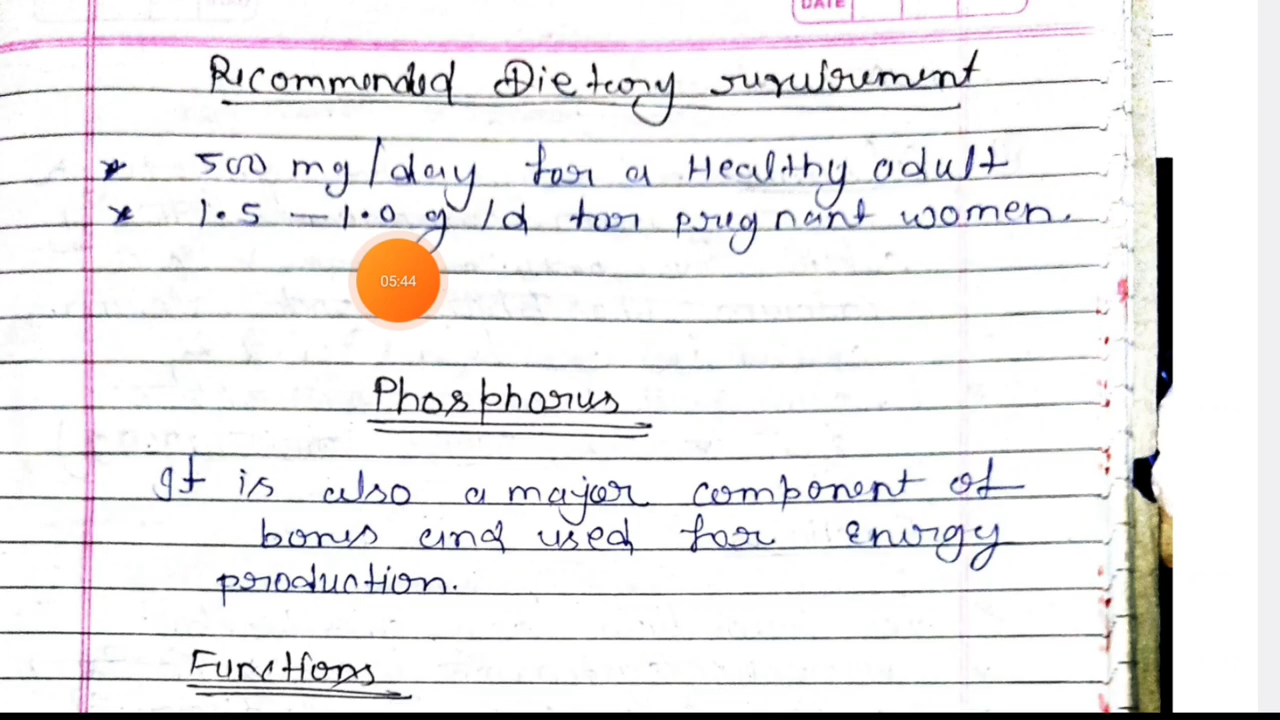 DATE
Recommended Dietary requirement
* 500 mg/day for a Healthy adult
* 1.5 – 1.0 g/d for pregnant women.
05:44
Phosphorus
It is also a major component of
bones and used for energy
production.
Functions